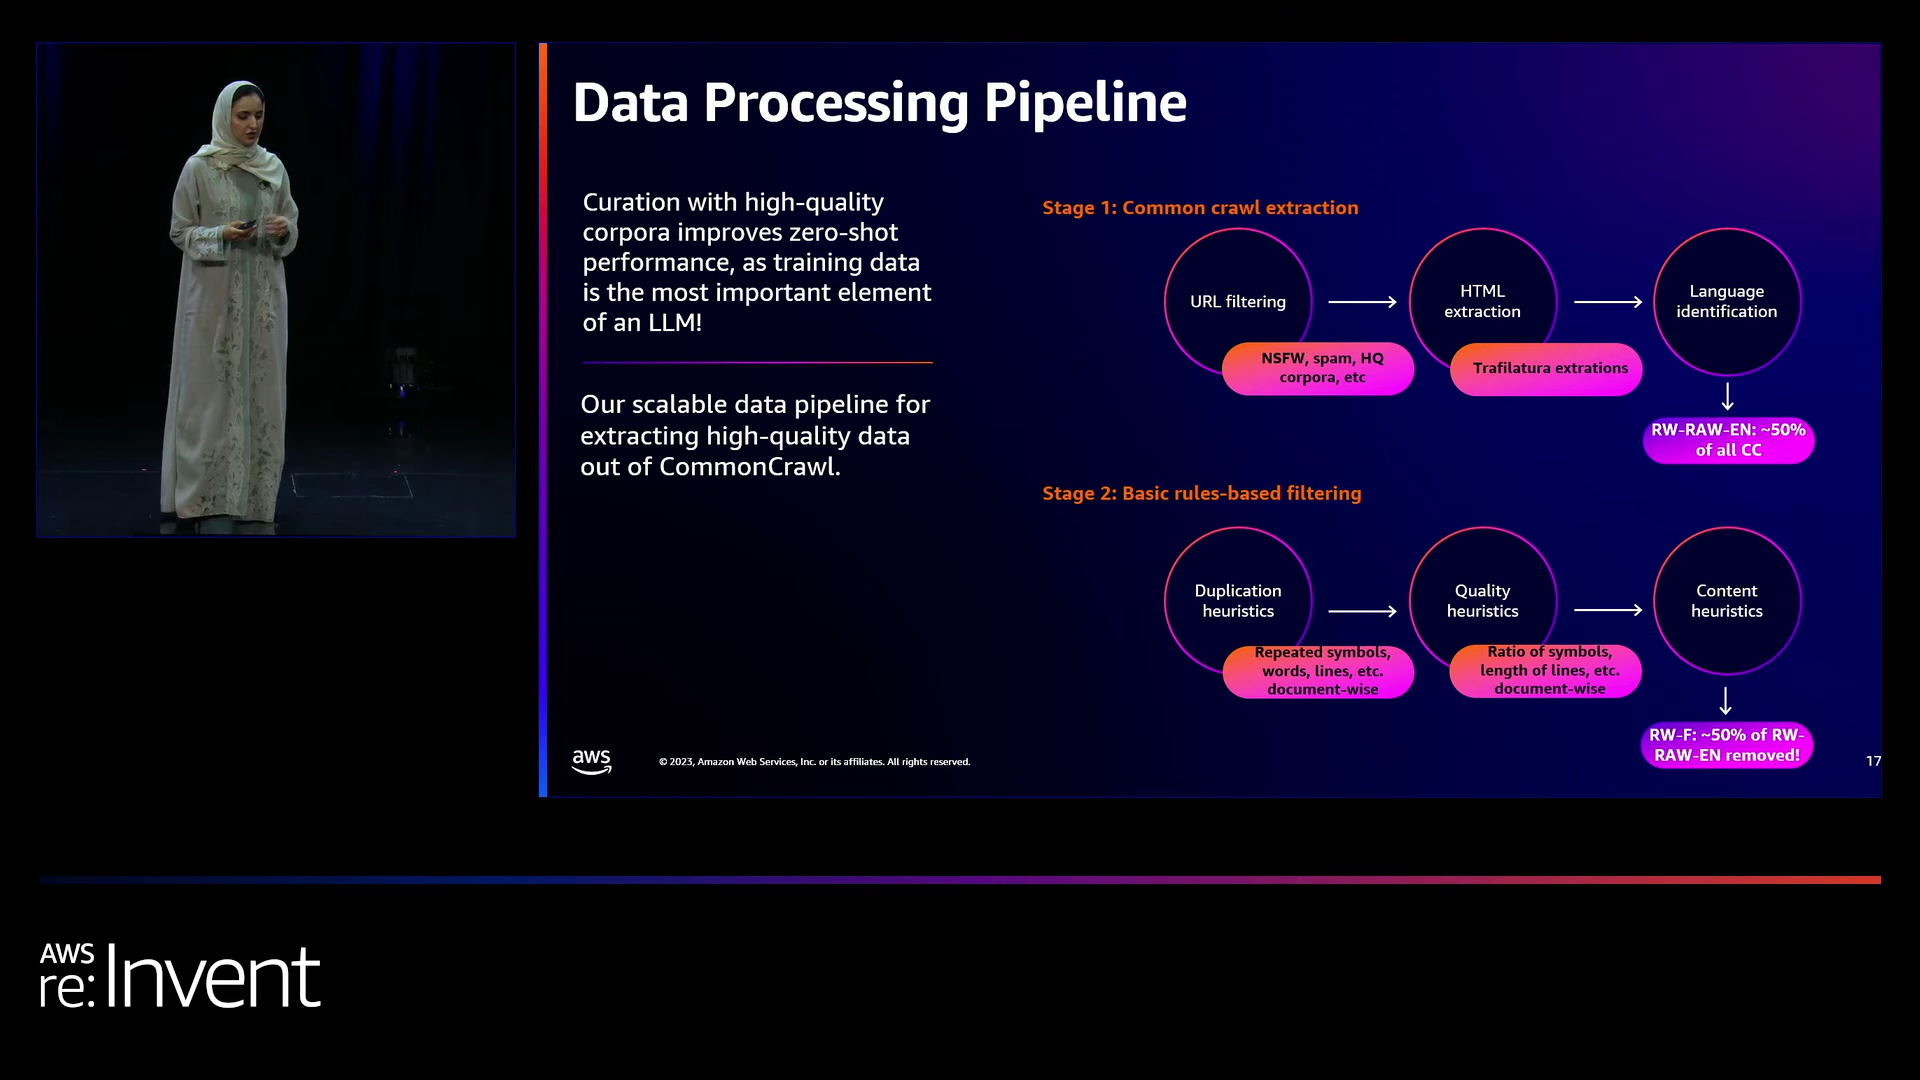 Data Processing Pipeline
Curation with high-quality
corpora improves zero-shot
performance, as training data
is the most important element
of an LLM!
Our scalable data pipeline for
extracting high-quality data
out of CommonCrawl.
Stage 1: Common crawl extraction
URL filtering
NSFW, spam, HQ
corpora, etc
HTML
extraction
Trafilatura extrations
Language
identification
RW-RAW-EN: ~50%
of all CC
Stage 2: Basic rules-based filtering
Duplication
heuristics
Repeated symbols,
words, lines, etc.
document-wise
Quality
heuristics
Ratio of symbols,
length of lines, etc.
document-wise
Content
heuristics
RW-F: ~50% of RW-
RAW-EN removed!
aws
© 2023, Amazon Web Services, Inc. or its affiliates. All rights reserved.
17
AWS
re:Invent